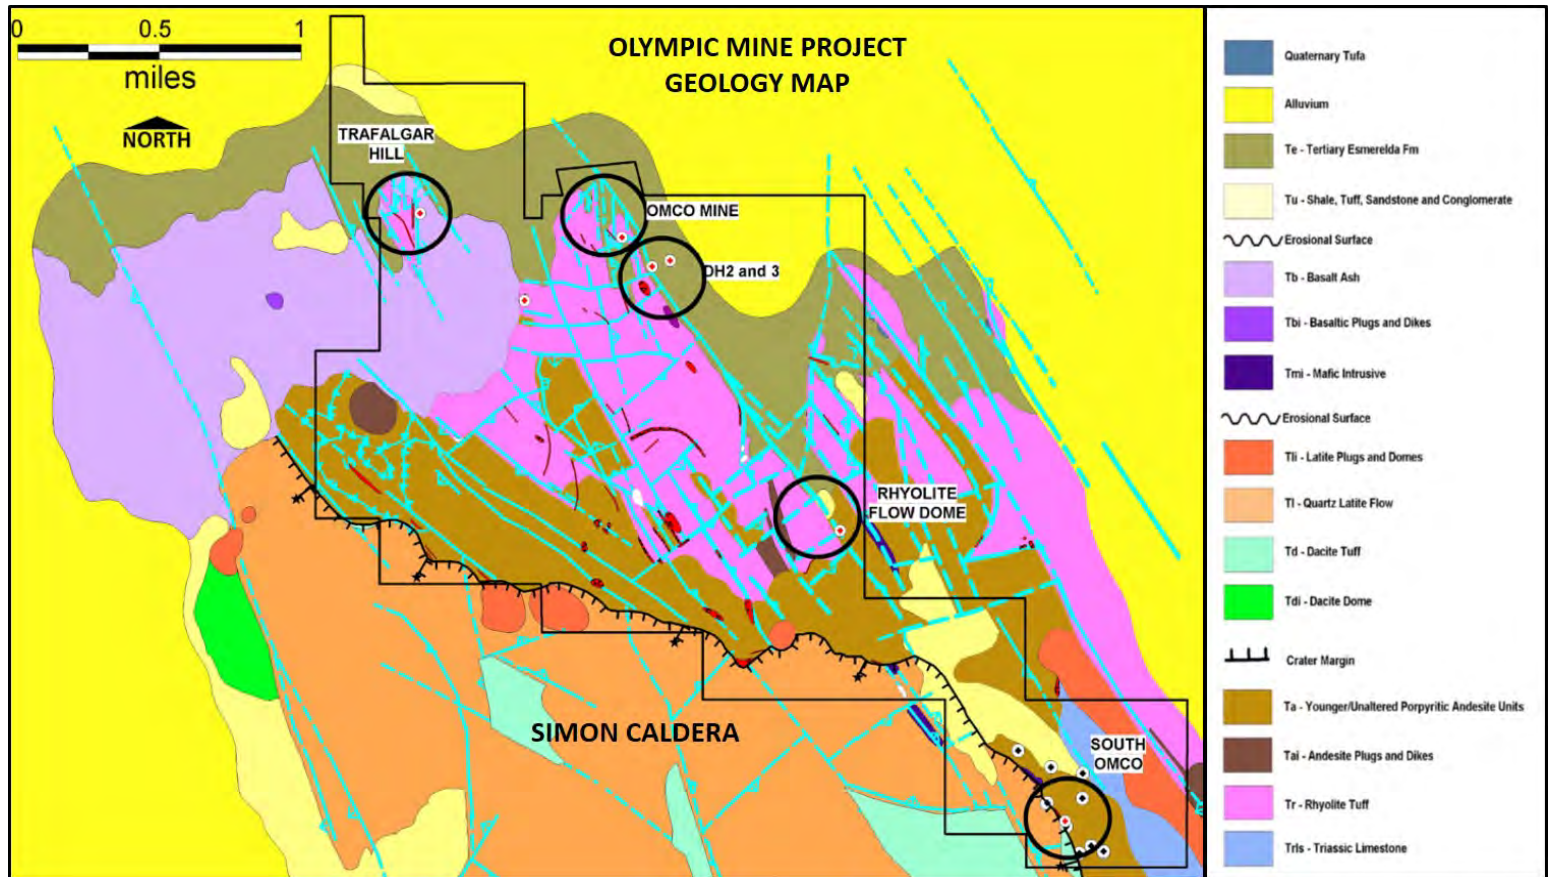 0 0.5 1
miles
NORTH
OLYMPIC MINE PROJECT
GEOLOGY MAP
TRAFALGAR
HILL
OMCO MINE
OH2 and 3
RHYOLITE
FLOW DOME
SIMON CALDERA
SOUTH
OMCO
Quaternary Tufa
Alluvium
Te - Tertiary Esmerelda Fm
Tu - Shale, Tuff, Sandstone and Conglomerate
Erosional Surface
Tb - Basalt Ash
Tbi - Basaltic Plugs and Dikes
Tmi - Mafic Intrusive
Erosional Surface
Tli - Latite Plugs and Domes
Tl - Quartz Latite Flow
Td - Dacite Tuff
Tdi - Dacite Dome
Crater Margin
Ta - Younger/Unaltered Porpyritic Andesite Units
Tai - Andesite Plugs and Dikes
Tr - Rhyolite Tuff
Trls - Triassic Limestone